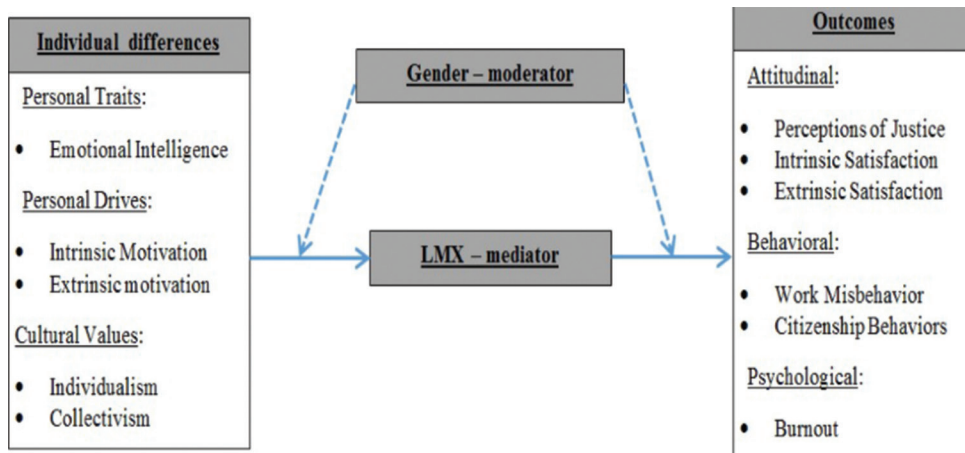 Individual differences
Personal Traits:
• Emotional Intelligence
Personal Drives:
• Intrinsic Motivation
• Extrinsic motivation
Cultural Values:
• Individualism
• Collectivism
Gender – moderator
LMX – mediator
Outcomes
Attitudinal:
• Perceptions of Justice
• Intrinsic Satisfaction
• Extrinsic Satisfaction
Behavioral:
• Work Misbehavior
• Citizenship Behaviors
Psychological:
• Burnout